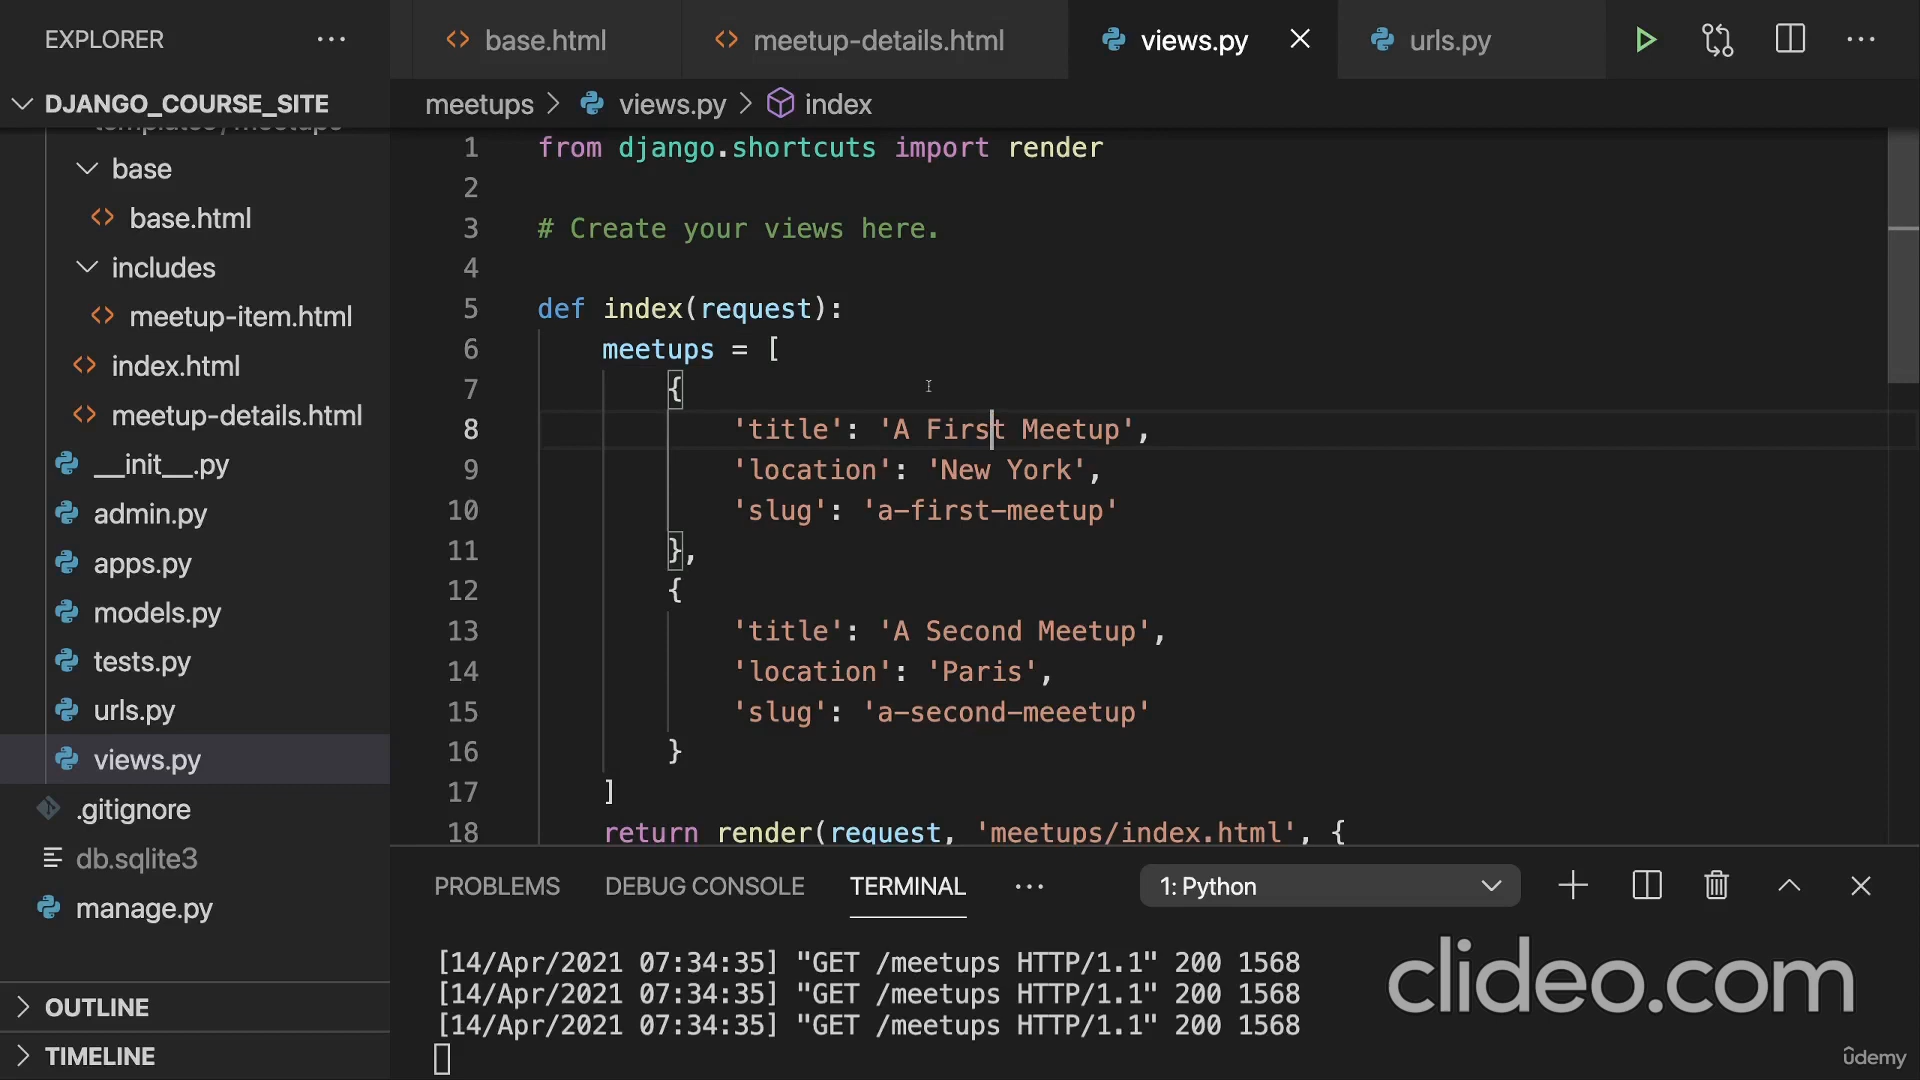 EXPLORER
base.html
meetup-details.html
views.py
urls.py
DJANGO_COURSE_SITE
meetups > views.py > index
templates/meetups
base
base.html
includes
meetup-item.html
index.html
meetup-details.html
__init__.py
admin.py
apps.py
models.py
tests.py
urls.py
views.py
.gitignore
db.sqlite3
manage.py
OUTLINE
TIMELINE
1 from django.shortcuts import render
2
3 # Create your views here.
4
5 def index(request):
6 meetups = [
7 {
8 'title': 'A First Meetup',
9 'location': 'New York',
10 'slug': 'a-first-meetup'
11 },
12 {
13 'title': 'A Second Meetup',
14 'location': 'Paris',
15 'slug': 'a-second-meeetup'
16 }
17 ]
18 return render(request, 'meetups/index.html', {
PROBLEMS DEBUG CONSOLE TERMINAL 1: Python
[14/Apr/2021 07:34:35] "GET /meetups HTTP/1.1" 200 1568
[14/Apr/2021 07:34:35] "GET /meetups HTTP/1.1" 200 1568
[14/Apr/2021 07:34:35] "GET /meetups HTTP/1.1" 200 1568
clideo.com
ûdemy